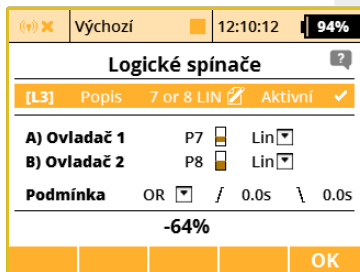 Výchozí 12:10:12 94%
Logické spínače ?
[L3] Popis 7 or 8 LIN Aktivní
A) Ovladač 1 P7 Lin
B) Ovladač 2 P8 Lin
Podmínka OR 0.0s 0.0s
-64%
OK